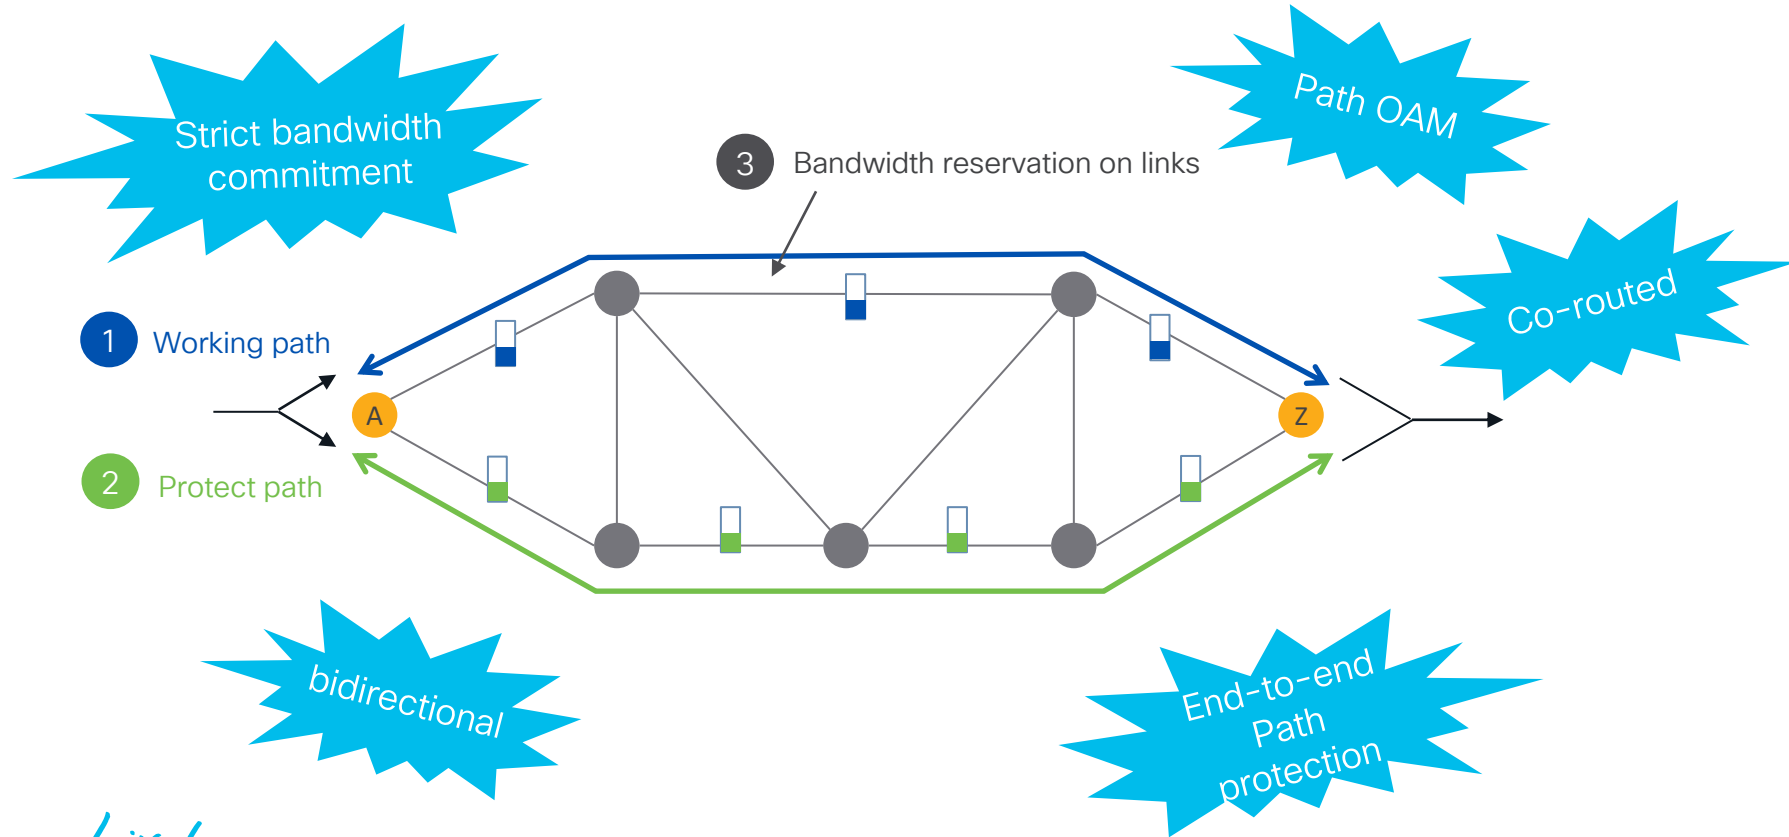 Strict bandwidth
commitment
Path OAM
3 Bandwidth reservation on links
Co-routed
1 Working path
A
Z
2 Protect path
bidirectional
End-to-end
Path
protection